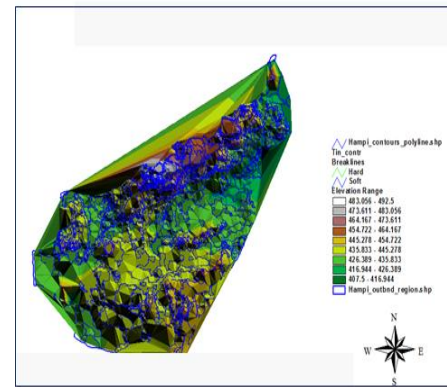 Hampi_contours_polyline.shp
Tin_contr
Breaklines
Hard
Soft
Elevation Range
483.056 - 492.5
473.611 - 483.056
464.167 - 473.611
454.722 - 464.167
445.278 - 454.722
435.833 - 445.278
426.389 - 435.833
416.944 - 426.389
407.5 - 416.944
Hampi_outbnd_region.shp
N
W E
S